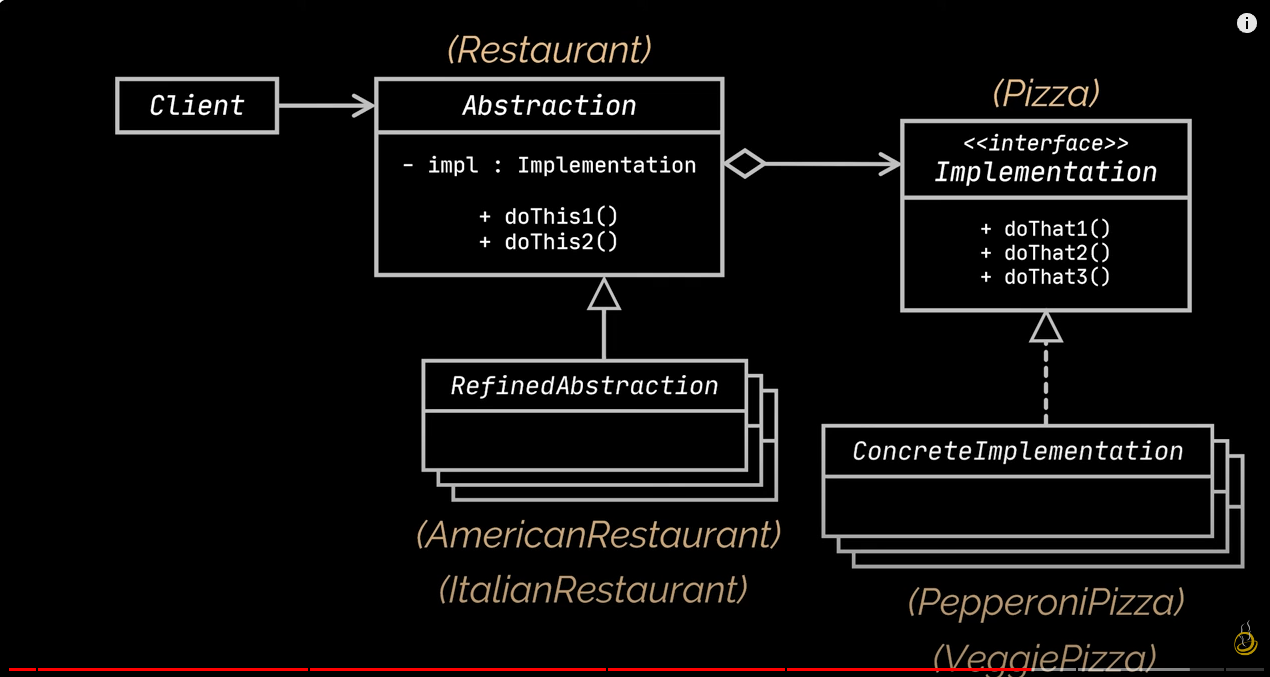 (Restaurant)
Client
Abstraction
- impl : Implementation
+ doThis1()
+ doThis2()
(Pizza)
<<interface>>
Implementation
+ doThat1()
+ doThat2()
+ doThat3()
RefinedAbstraction
(AmericanRestaurant)
(ItalianRestaurant)
ConcreteImplementation
(PepperoniPizza)
(VeggiePizza)
i